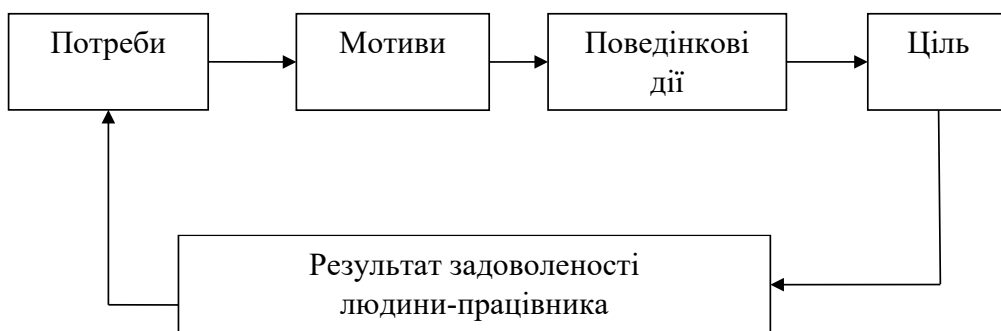 Потреби
Мотиви
Поведінкові
дії
Ціль
Результат задоволеності
людини-працівника